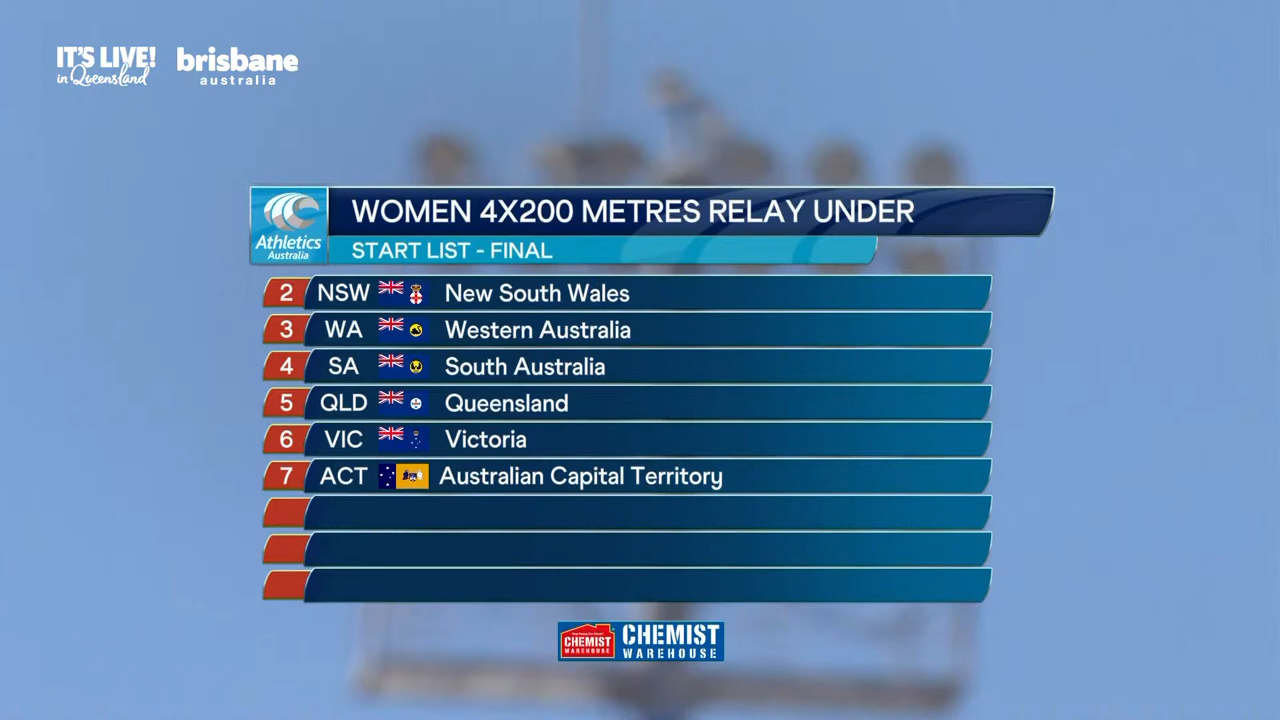 IT'S LIVE!
in Queensland
brisbane
australia
WOMEN 4X200 METRES RELAY UNDER
Athletics
Australia
START LIST - FINAL
2 NSW New South Wales
3 WA Western Australia
4 SA South Australia
5 QLD Queensland
6 VIC Victoria
7 ACT Australian Capital Territory
CHEMIST
WAREHOUSE
CHEMIST
WAREHOUSE